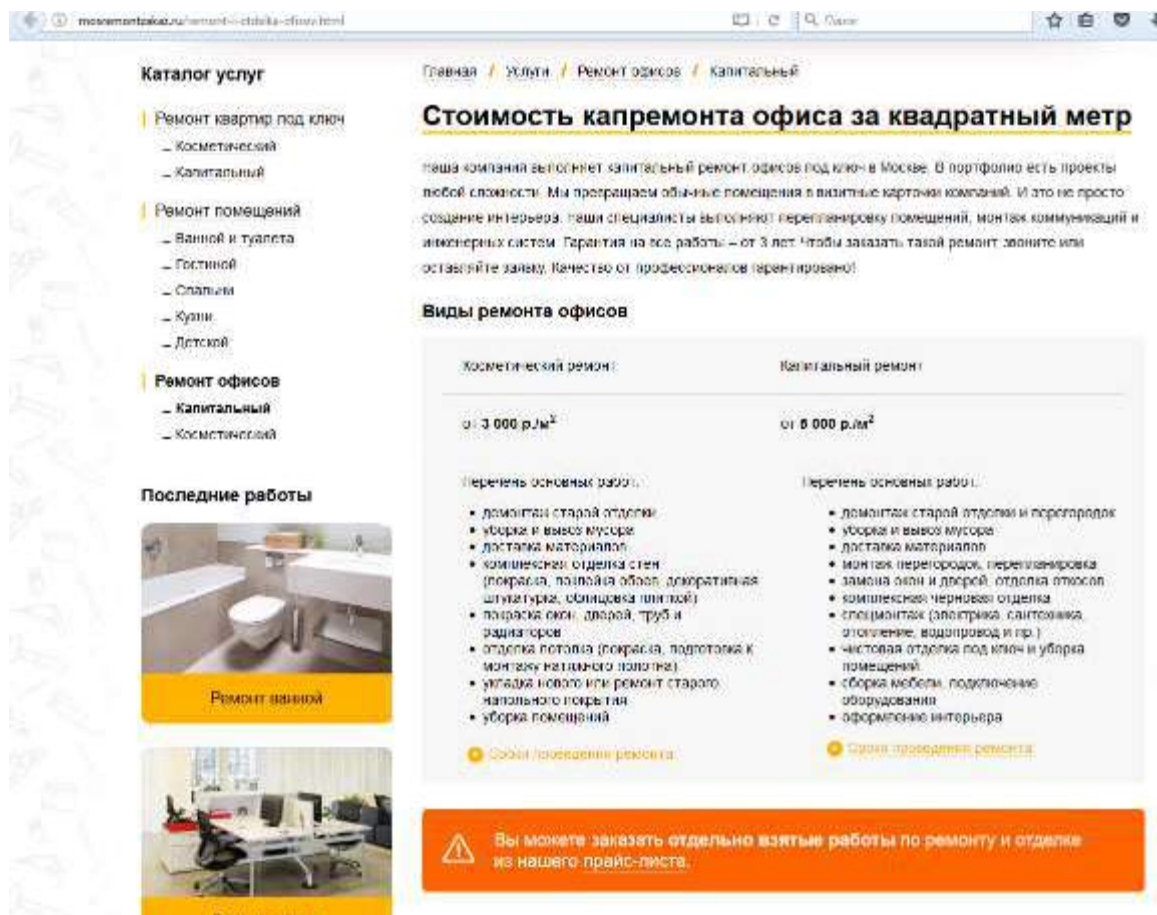 mosremontzakaz.ru/remont-i-otdelka-ofisov.html
Поиск
Каталог услуг
Ремонт квартир под ключ
Косметический
Капитальный
Ремонт помещений
Ванной и туалета
Гостиной
Спальни
Кухни
Детской
Ремонт офисов
Капитальный
Косметический
Последние работы
Ремонт ванной
Главная / Услуги / Ремонт офисов / Капитальный
Стоимость капремонта офиса за квадратный метр
Наша компания выполняет капитальный ремонт офисов под ключ в Москве. В портфолио есть проекты
любой сложности. Мы превращаем обычные помещения в визитные карточки компаний. И это не просто
создание интерьера. Наши специалисты выполняют перепланировку помещений, монтаж коммуникаций и
инженерных систем. Гарантия на все работы – от 3 лет. Чтобы заказать такой ремонт звоните или
оставляйте заявку. Качество от профессионалов гарантировано!
Виды ремонта офисов
Косметический ремонт
от 3 000 р./м²
Перечень основных работ:
• демонтаж старой отделки
• уборка и вывоз мусора
• доставка материалов
• комплексная отделка стен
(покраска, поклейка обоев, декоративная
штукатурка, облицовка плиткой)
• покраска окон, дверей, труб и
радиаторов
• отделка потолка (покраска, подготовка к
монтажу натяжного полотна)
• укладка нового или ремонт старого
напольного покрытия
• уборка помещений
Сроки проведения ремонта
Капитальный ремонт
от 6 000 р./м²
Перечень основных работ:
• демонтаж старой отделки и перегородок
• уборка и вывоз мусора
• доставка материалов
• монтаж перегородок, перепланировка
• замена окон и дверей, отделка откосов
• комплексная черновая отделка
• спецмонтаж (электрика, сантехника,
отопление, водопровод и пр.)
• чистовая отделка под ключ и уборка
помещений
• сборка мебели, подключение
оборудования
• оформление интерьера
Сроки проведения ремонта
Вы можете заказать отдельно взятые работы по ремонту и отделке
из нашего прайс-листа.